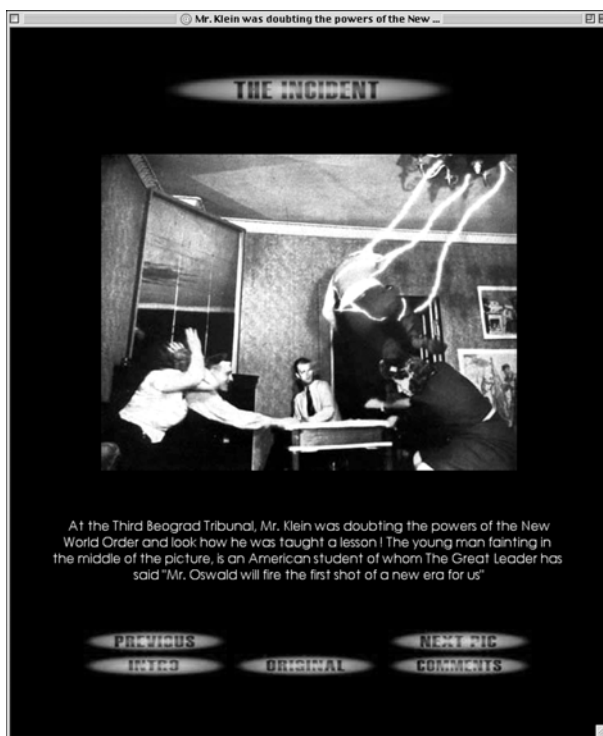 Mr. Klein was doubting the powers of the New ...
THE INCIDENT
At the Third Beograd Tribunal, Mr. Klein was doubting the powers of the New
World Order and look how he was taught a lesson ! The young man fainting in
the middle of the picture, is an American student of whom The Great Leader has
said "Mr. Oswald will fire the first shot of a new era for us"
PREVIOUS NEXT PIC
INTRO ORIGINAL COMMENTS